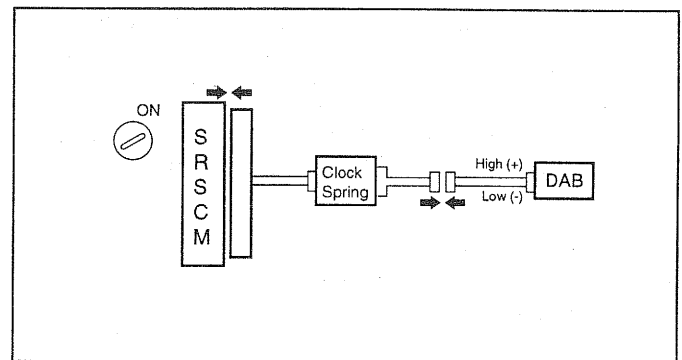 ON
S
R
S
C
M
Clock
Spring
High (+)
Low (-)
DAB